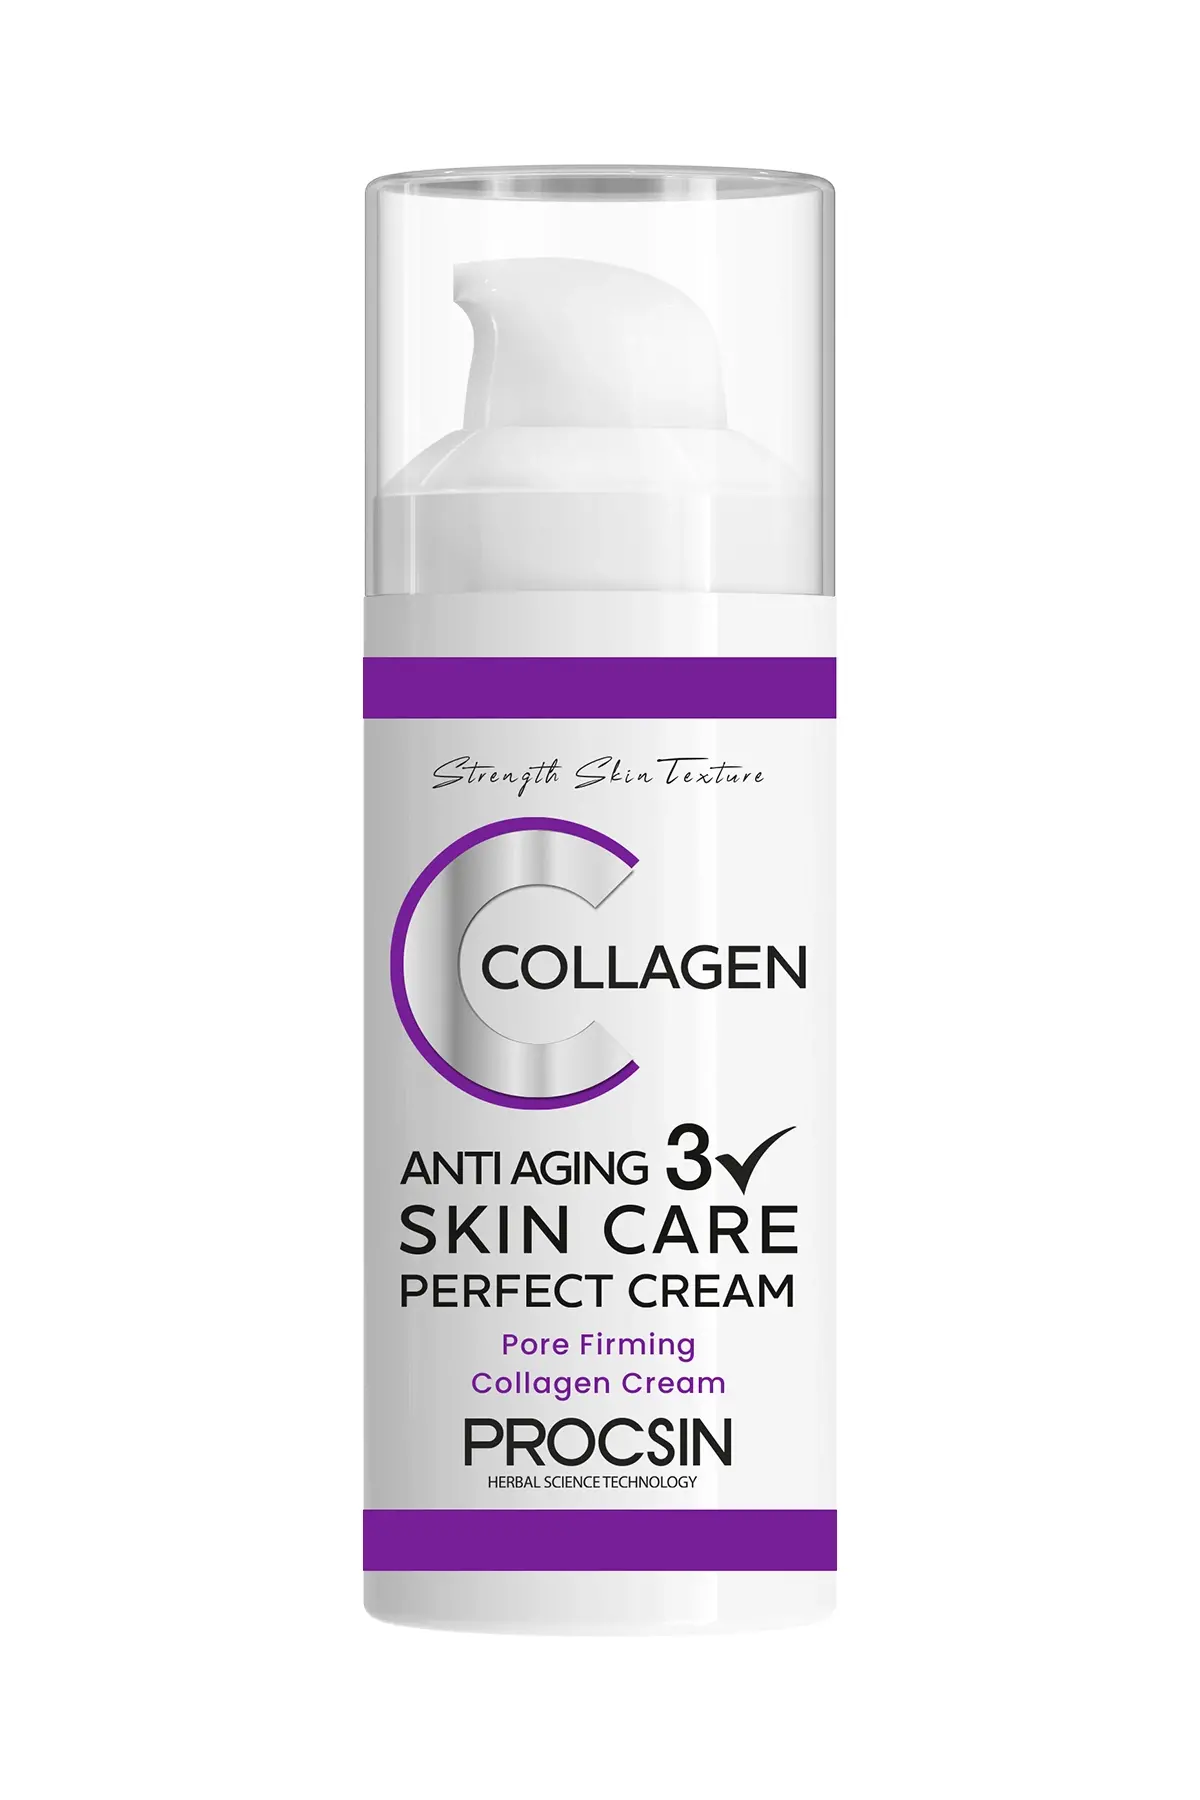 Strength Skin Texture
COLLAGEN
ANTI AGING 3✓
SKIN CARE
PERFECT CREAM
Pore Firming
Collagen Cream
PROCSIN
HERBAL SCIENCE TECHNOLOGY